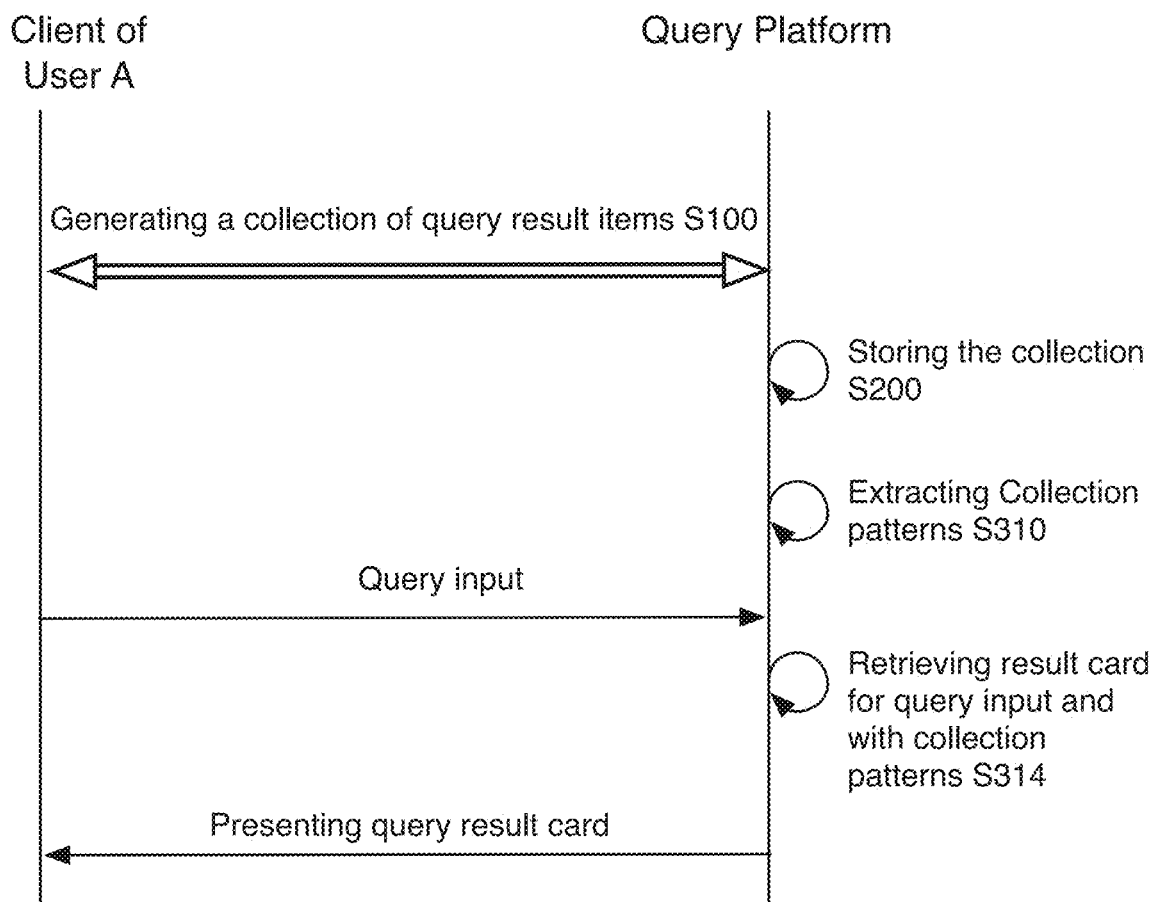 Client of
User A
Query Platform
Generating a collection of query result items S100
Storing the collection
S200
Extracting Collection
patterns S310
Query input
Retrieving result card
for query input and
with collection
patterns S314
Presenting query result card